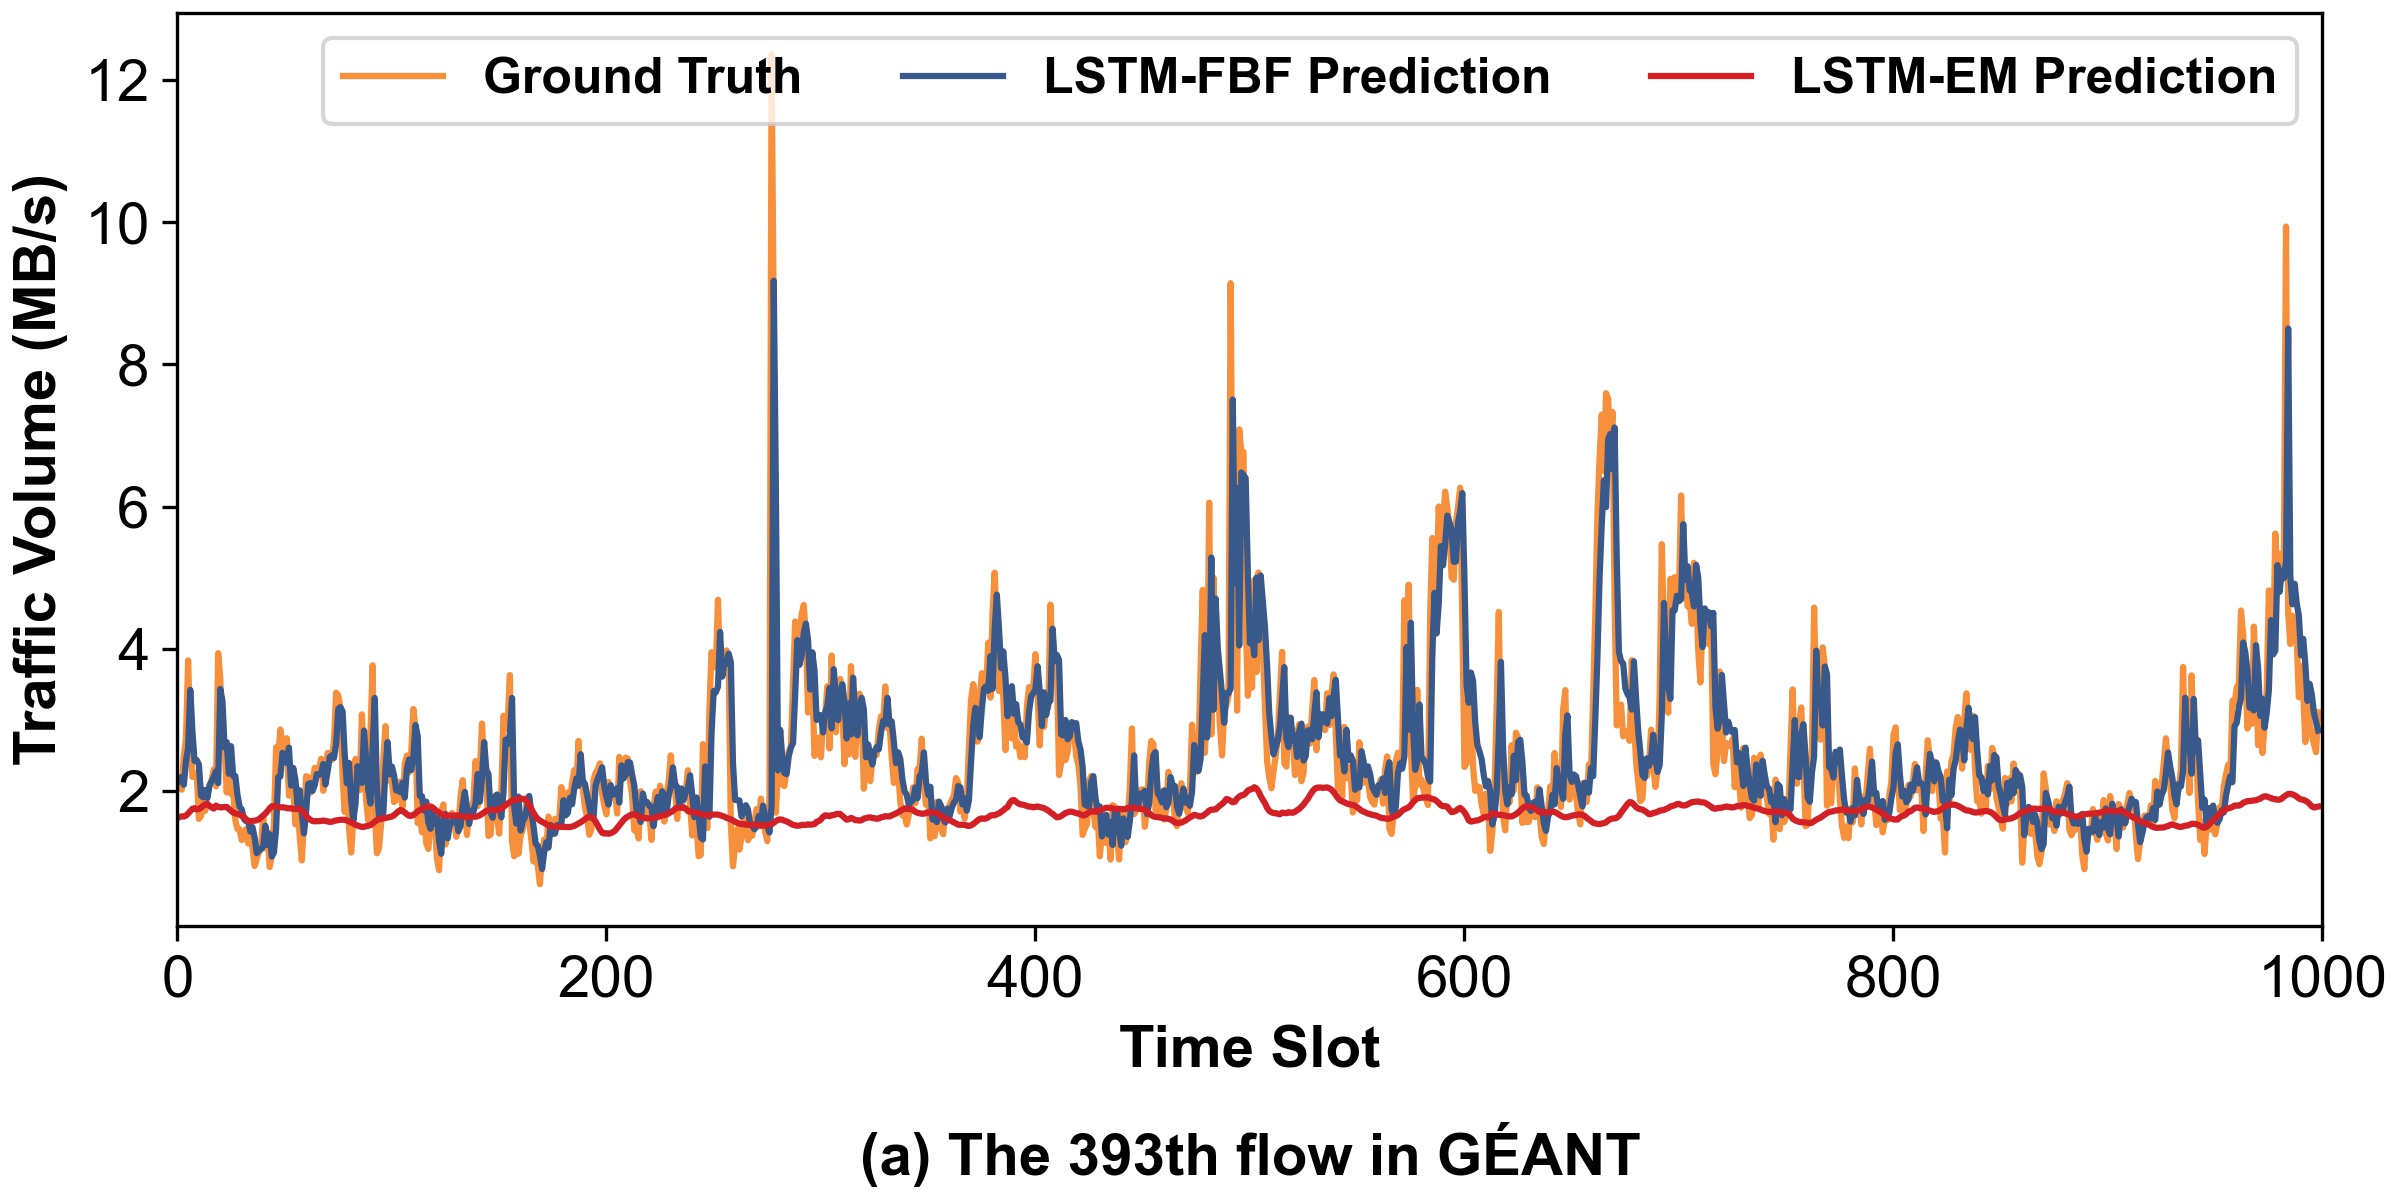 Ground Truth LSTM-FBF Prediction LSTM-EM Prediction
12
10
8
6
4
2
Traffic Volume (MB/s)
0 200 400 600 800 1000
Time Slot
(a) The 393th flow in GÉANT